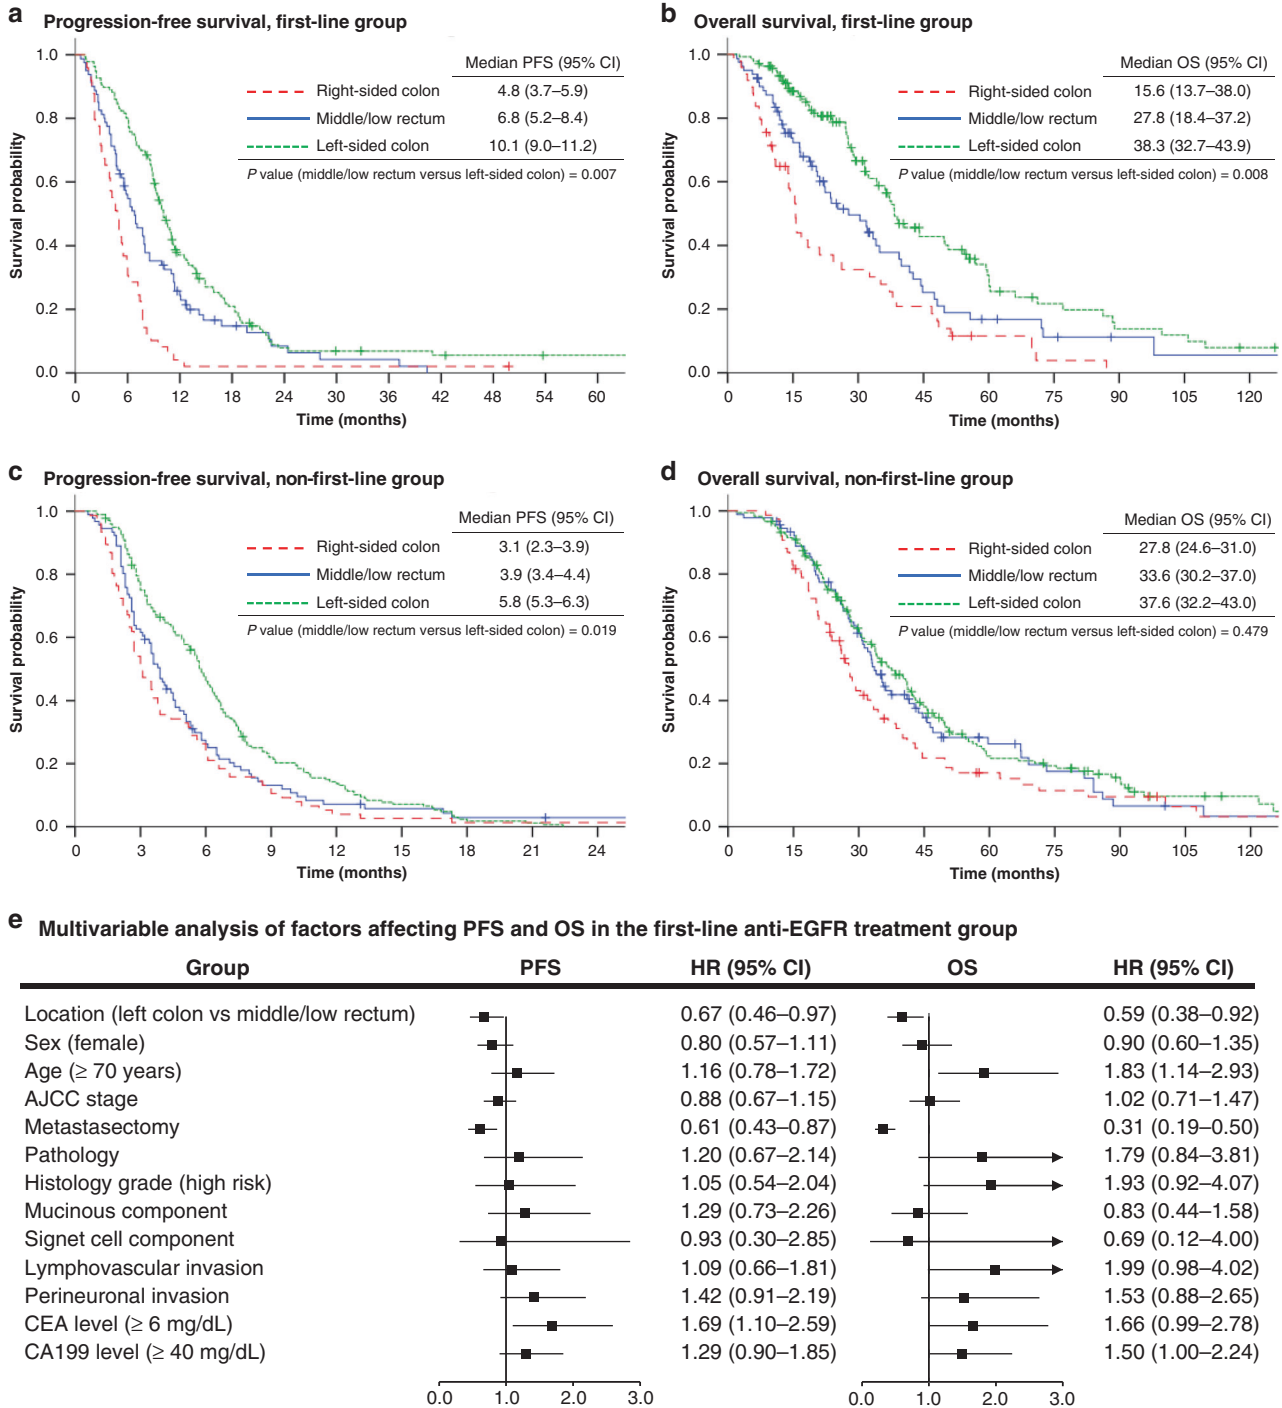 a Progression-free survival, first-line group
Survival probability
1.0
0.8
0.6
0.4
0.2
0.0
Median PFS (95% CI)
Right-sided colon 4.8 (3.7–5.9)
Middle/low rectum 6.8 (5.2–8.4)
Left-sided colon 10.1 (9.0–11.2)
P value (middle/low rectum versus left-sided colon) = 0.007
0 6 12 18 24 30 36 42 48 54 60
Time (months)
b Overall survival, first-line group
Survival probability
1.0
0.8
0.6
0.4
0.2
0.0
Median OS (95% CI)
Right-sided colon 15.6 (13.7–38.0)
Middle/low rectum 27.8 (18.4–37.2)
Left-sided colon 38.3 (32.7–43.9)
P value (middle/low rectum versus left-sided colon) = 0.008
0 15 30 45 60 75 90 105 120
Time (months)
c Progression-free survival, non-first-line group
Survival probability
1.0
0.8
0.6
0.4
0.2
0.0
Median PFS (95% CI)
Right-sided colon 3.1 (2.3–3.9)
Middle/low rectum 3.9 (3.4–4.4)
Left-sided colon 5.8 (5.3–6.3)
P value (middle/low rectum versus left-sided colon) = 0.019
0 3 6 9 12 15 18 21 24
Time (months)
d Overall survival, non-first-line group
Survival probability
1.0
0.8
0.6
0.4
0.2
0.0
Median OS (95% CI)
Right-sided colon 27.8 (24.6–31.0)
Middle/low rectum 33.6 (30.2–37.0)
Left-sided colon 37.6 (32.2–43.0)
P value (middle/low rectum versus left-sided colon) = 0.479
0 15 30 45 60 75 90 105 120
Time (months)
e Multivariable analysis of factors affecting PFS and OS in the first-line anti-EGFR treatment group
Group PFS HR (95% CI) OS HR (95% CI)
Location (left colon vs middle/low rectum) 0.67 (0.46–0.97) 0.59 (0.38–0.92)
Sex (female) 0.80 (0.57–1.11) 0.90 (0.60–1.35)
Age (≥ 70 years) 1.16 (0.78–1.72) 1.83 (1.14–2.93)
AJCC stage 0.88 (0.67–1.15) 1.02 (0.71–1.47)
Metastasectomy 0.61 (0.43–0.87) 0.31 (0.19–0.50)
Pathology 1.20 (0.67–2.14) 1.79 (0.84–3.81)
Histology grade (high risk) 1.05 (0.54–2.04) 1.93 (0.92–4.07)
Mucinous component 1.29 (0.73–2.26) 0.83 (0.44–1.58)
Signet cell component 0.93 (0.30–2.85) 0.69 (0.12–4.00)
Lymphovascular invasion 1.09 (0.66–1.81) 1.99 (0.98–4.02)
Perineuronal invasion 1.42 (0.91–2.19) 1.53 (0.88–2.65)
CEA level (≥ 6 mg/dL) 1.69 (1.10–2.59) 1.66 (0.99–2.78)
CA199 level (≥ 40 mg/dL) 1.29 (0.90–1.85) 1.50 (1.00–2.24)
0.0 1.0 2.0 3.0 0.0 1.0 2.0 3.0